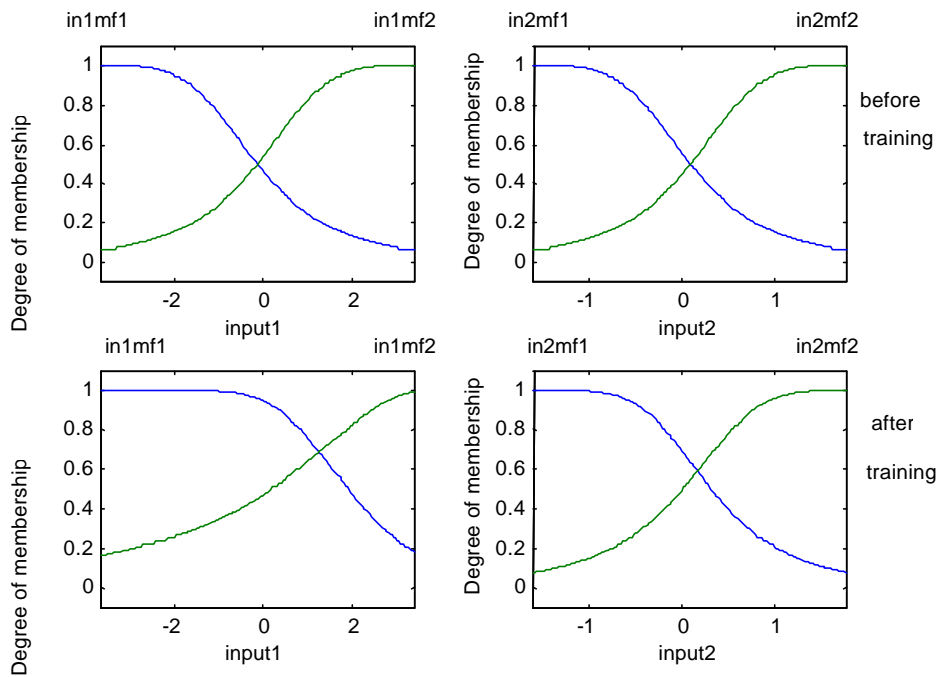 in1mf1 in1mf2
Degree of membership
1
0.8
0.6
0.4
0.2
0
-2 0 2
input1
in2mf1 in2mf2
Degree of membership
1
0.8
0.6
0.4
0.2
0
-1 0 1
input2
before
training
in1mf1 in1mf2
Degree of membership
1
0.8
0.6
0.4
0.2
0
-2 0 2
input1
in2mf1 in2mf2
Degree of membership
1
0.8
0.6
0.4
0.2
0
-1 0 1
input2
after
training